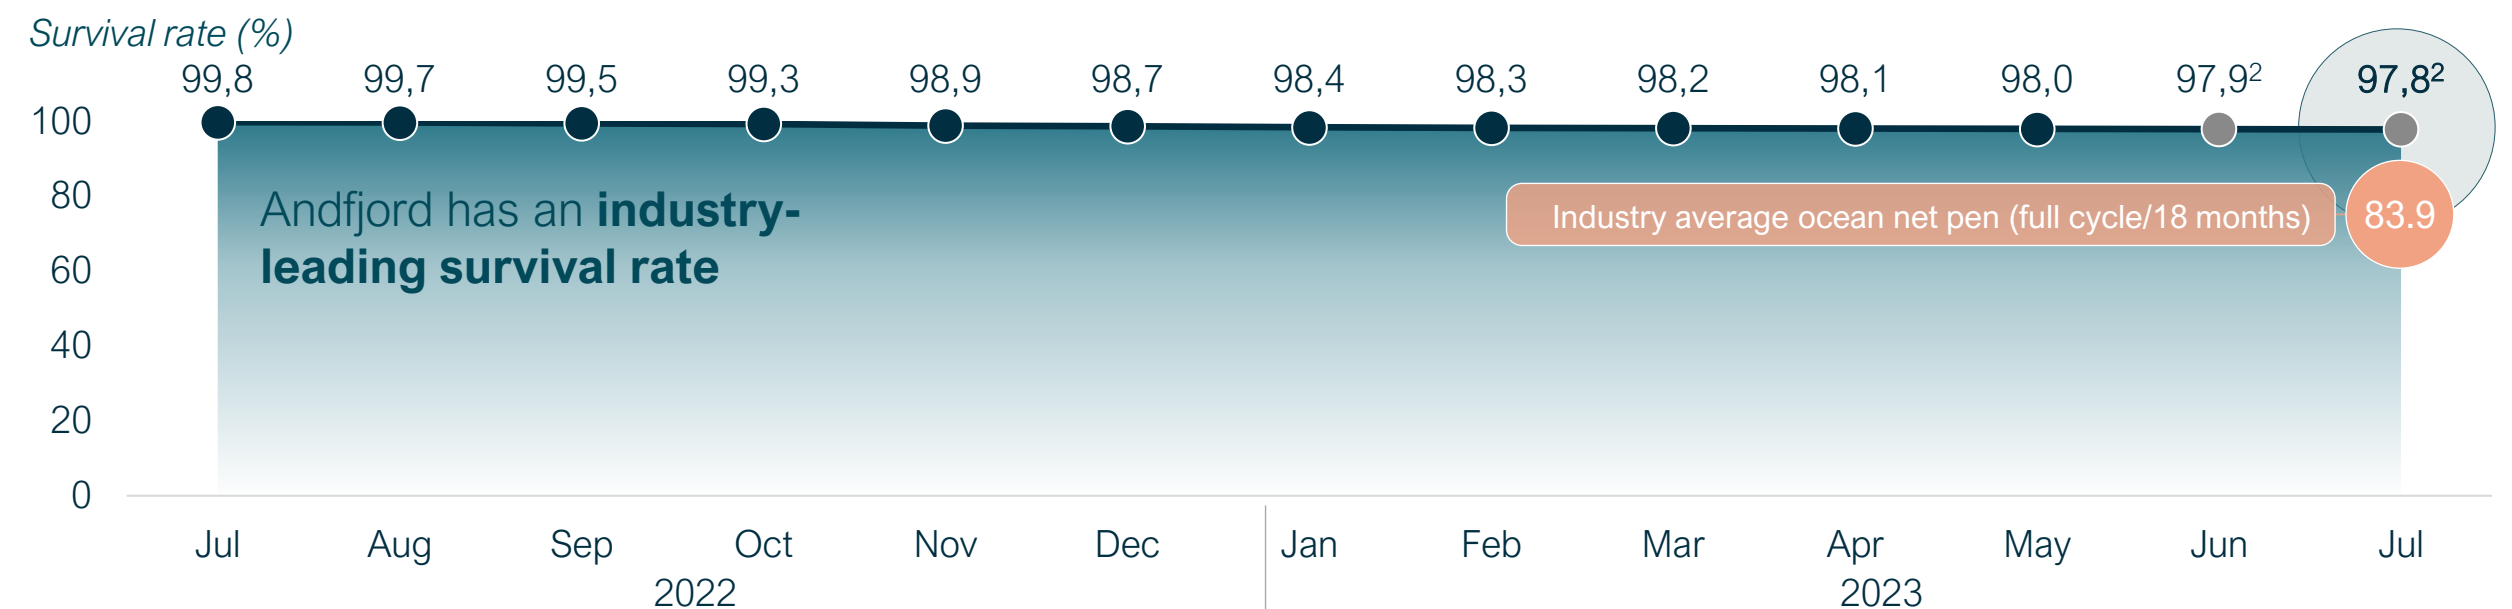 Survival rate (%)
99,8 99,7 99,5 99,3 98,9 98,7 98,4 98,3 98,2 98,1 98,0 97,9² 97,8²
100
80
60
40
20
0
Andfjord has an industry-
leading survival rate
Industry average ocean net pen (full cycle/18 months) 83.9
Jul Aug Sep Oct Nov Dec Jan Feb Mar Apr May Jun Jul
2022 2023